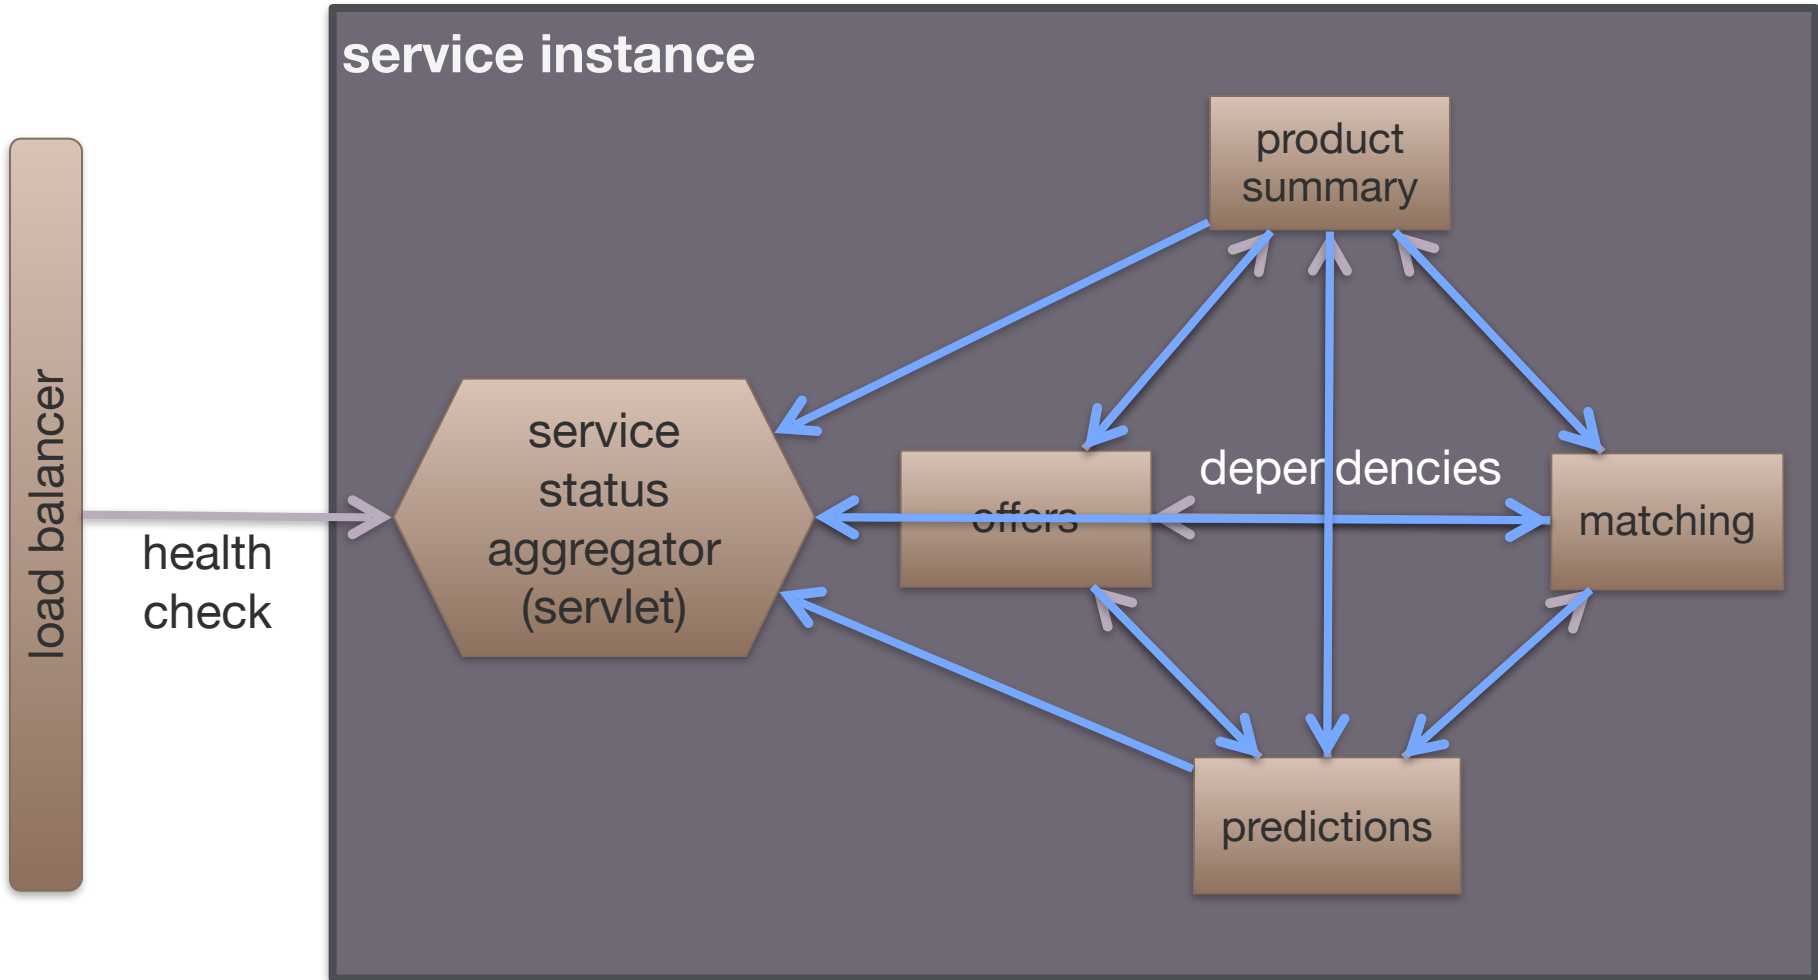 service instance
product
summary
load balancer
health
check
service
status
aggregator
(servlet)
offers
dependencies
matching
predictions